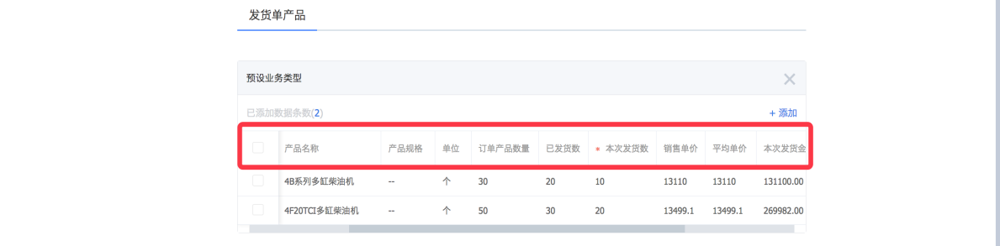 发货单产品
预设业务类型
已添加数据条数(2) + 添加
产品名称 产品规格 单位 订单产品数量 已发货数 * 本次发货数 销售单价 平均单价 本次发货金
4B系列多缸柴油机 -- 个 30 20 10 13110 13110 131100.00
4F20TCI多缸柴油机 -- 个 50 30 20 13499.1 13499.1 269982.00